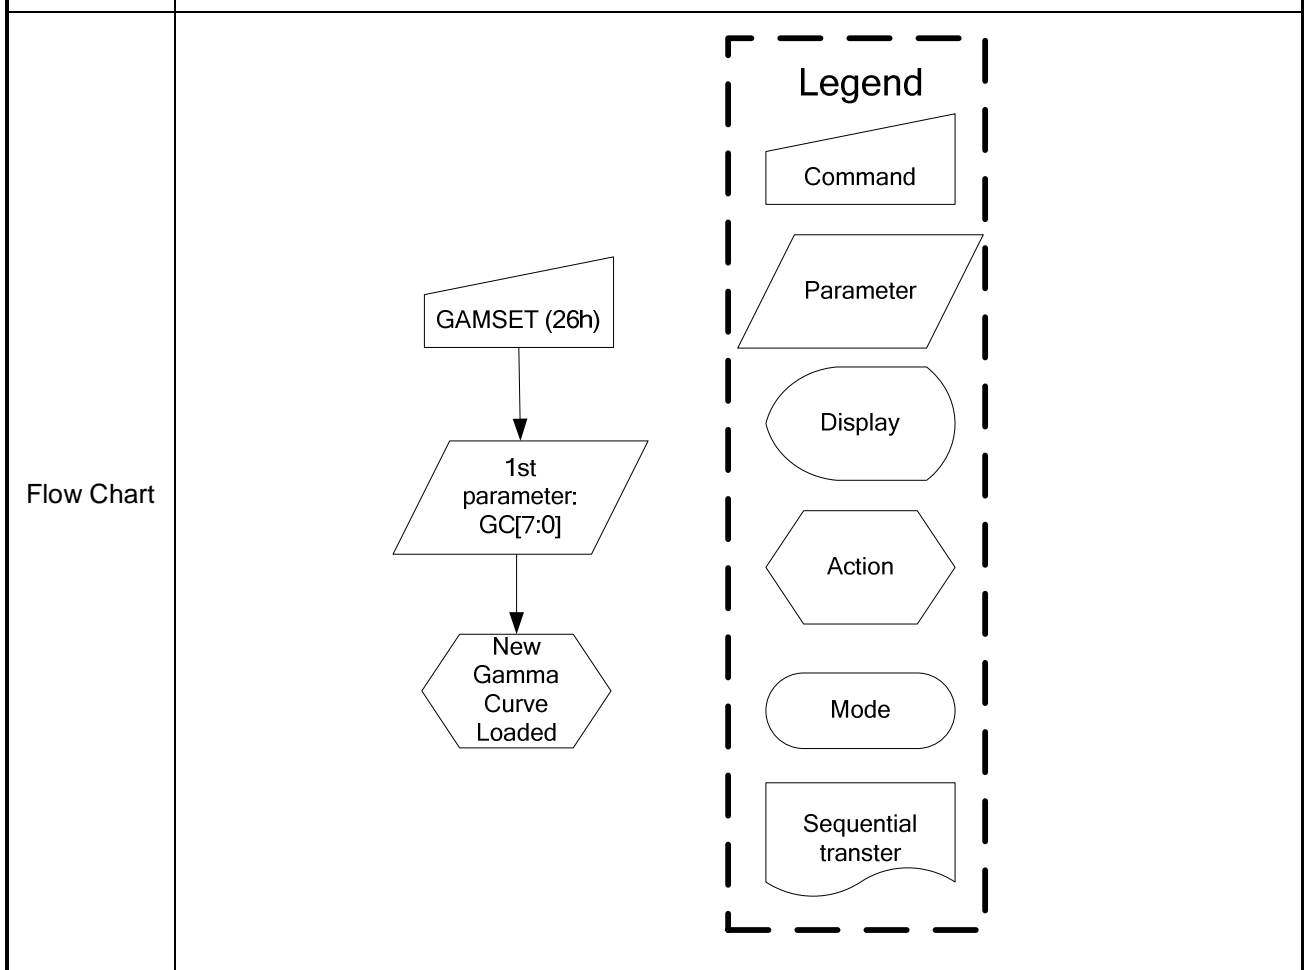 Flow Chart
GAMSET (26h)
1st
parameter:
GC[7:0]
New
Gamma
Curve
Loaded
Legend
Command
Parameter
Display
Action
Mode
Sequential
transter